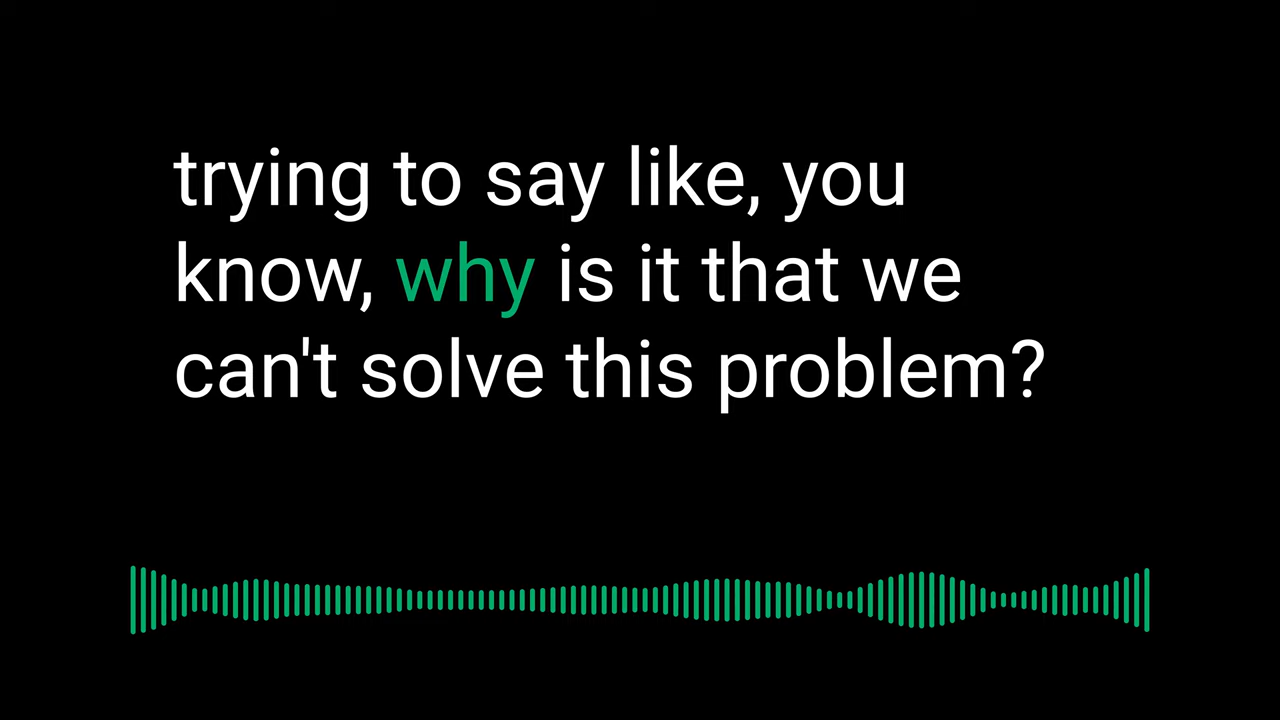 trying to say like, you
know, why is it that we
can't solve this problem?